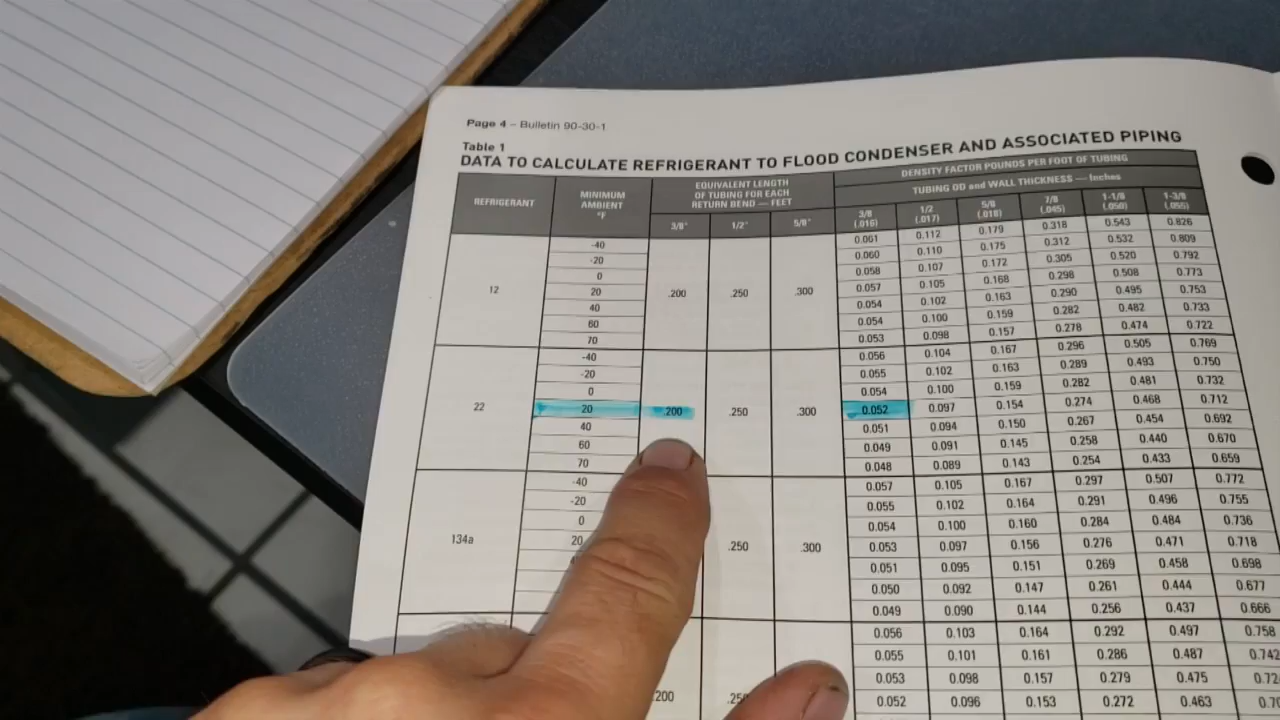 Page 4 – Bulletin 90-30-1
Table 1
DATA TO CALCULATE REFRIGERANT TO FLOOD CONDENSER AND ASSOCIATED PIPING
REFRIGERANT MINIMUM AMBIENT °F EQUIVALENT LENGTH OF TUBING FOR EACH RETURN BEND — FEET DENSITY FACTOR POUNDS PER FOOT OF TUBING
TUBING OD and WALL THICKNESS — Inches
3/8" 1/2" 5/8" 3/8 (.016) 1/2 (.017) 5/8 (.018) 7/8 (.045) 1-1/8 (.050) 1-3/8 (.055)
12 .200 .250 .300
-40 0.061 0.112 0.179 0.318 0.543 0.826
-20 0.060 0.110 0.175 0.312 0.532 0.809
0 0.058 0.107 0.172 0.305 0.520 0.792
20 0.057 0.105 0.168 0.298 0.508 0.773
40 0.054 0.102 0.163 0.290 0.495 0.753
60 0.054 0.100 0.159 0.282 0.482 0.733
70 0.053 0.098 0.157 0.278 0.474 0.722
22 .200 .250 .300
-40 0.056 0.104 0.167 0.296 0.505 0.769
-20 0.055 0.102 0.163 0.289 0.493 0.750
0 0.054 0.100 0.159 0.282 0.481 0.732
20 0.052 0.097 0.154 0.274 0.468 0.712
40 0.051 0.094 0.150 0.267 0.454 0.692
60 0.049 0.091 0.145 0.258 0.440 0.670
70 0.048 0.089 0.143 0.254 0.433 0.659
134a .250 .300
-40 0.057 0.105 0.167 0.297 0.507 0.772
-20 0.055 0.102 0.164 0.291 0.496 0.755
0 0.054 0.100 0.160 0.284 0.484 0.736
20 0.053 0.097 0.156 0.276 0.471 0.718
0.051 0.095 0.151 0.269 0.458 0.698
0.050 0.092 0.147 0.261 0.444 0.677
0.049 0.090 0.144 0.256 0.437 0.666
0.056 0.103 0.164 0.292 0.497 0.758
0.055 0.101 0.161 0.286 0.487 0.742
0.053 0.098 0.157 0.279 0.475
0.052 0.096 0.153 0.272 0.463